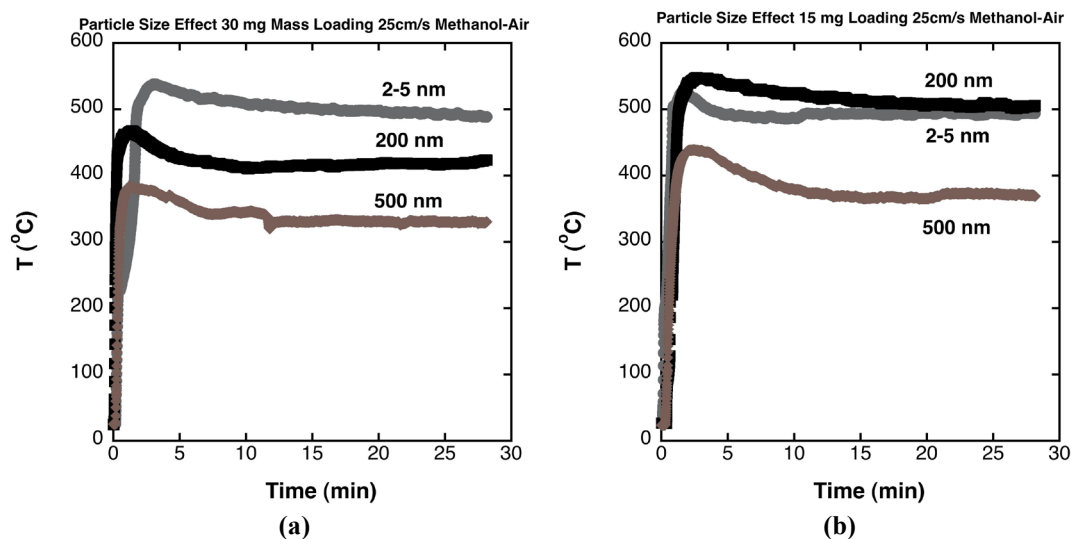 Particle Size Effect 30 mg Mass Loading 25cm/s Methanol-Air
600
500
400
300
200
100
0
T (°C)
2-5 nm
200 nm
500 nm
0 5 10 15 20 25 30
Time (min)
(a)
Particle Size Effect 15 mg Loading 25cm/s Methanol-Air
600
500
400
300
200
100
0
T (°C)
200 nm
2-5 nm
500 nm
0 5 10 15 20 25 30
Time (min)
(b)